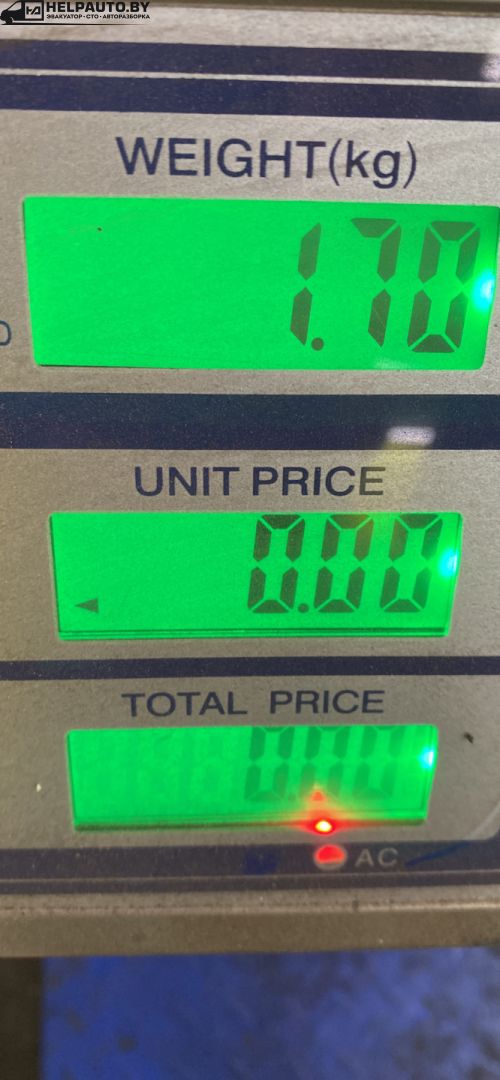 HELPAUTO.BY
ЭВАКУАТОР · СТО · АВТОРАЗБОРКА
WEIGHT(kg)
1.70
UNIT PRICE
0.00
TOTAL PRICE
0.00
AC